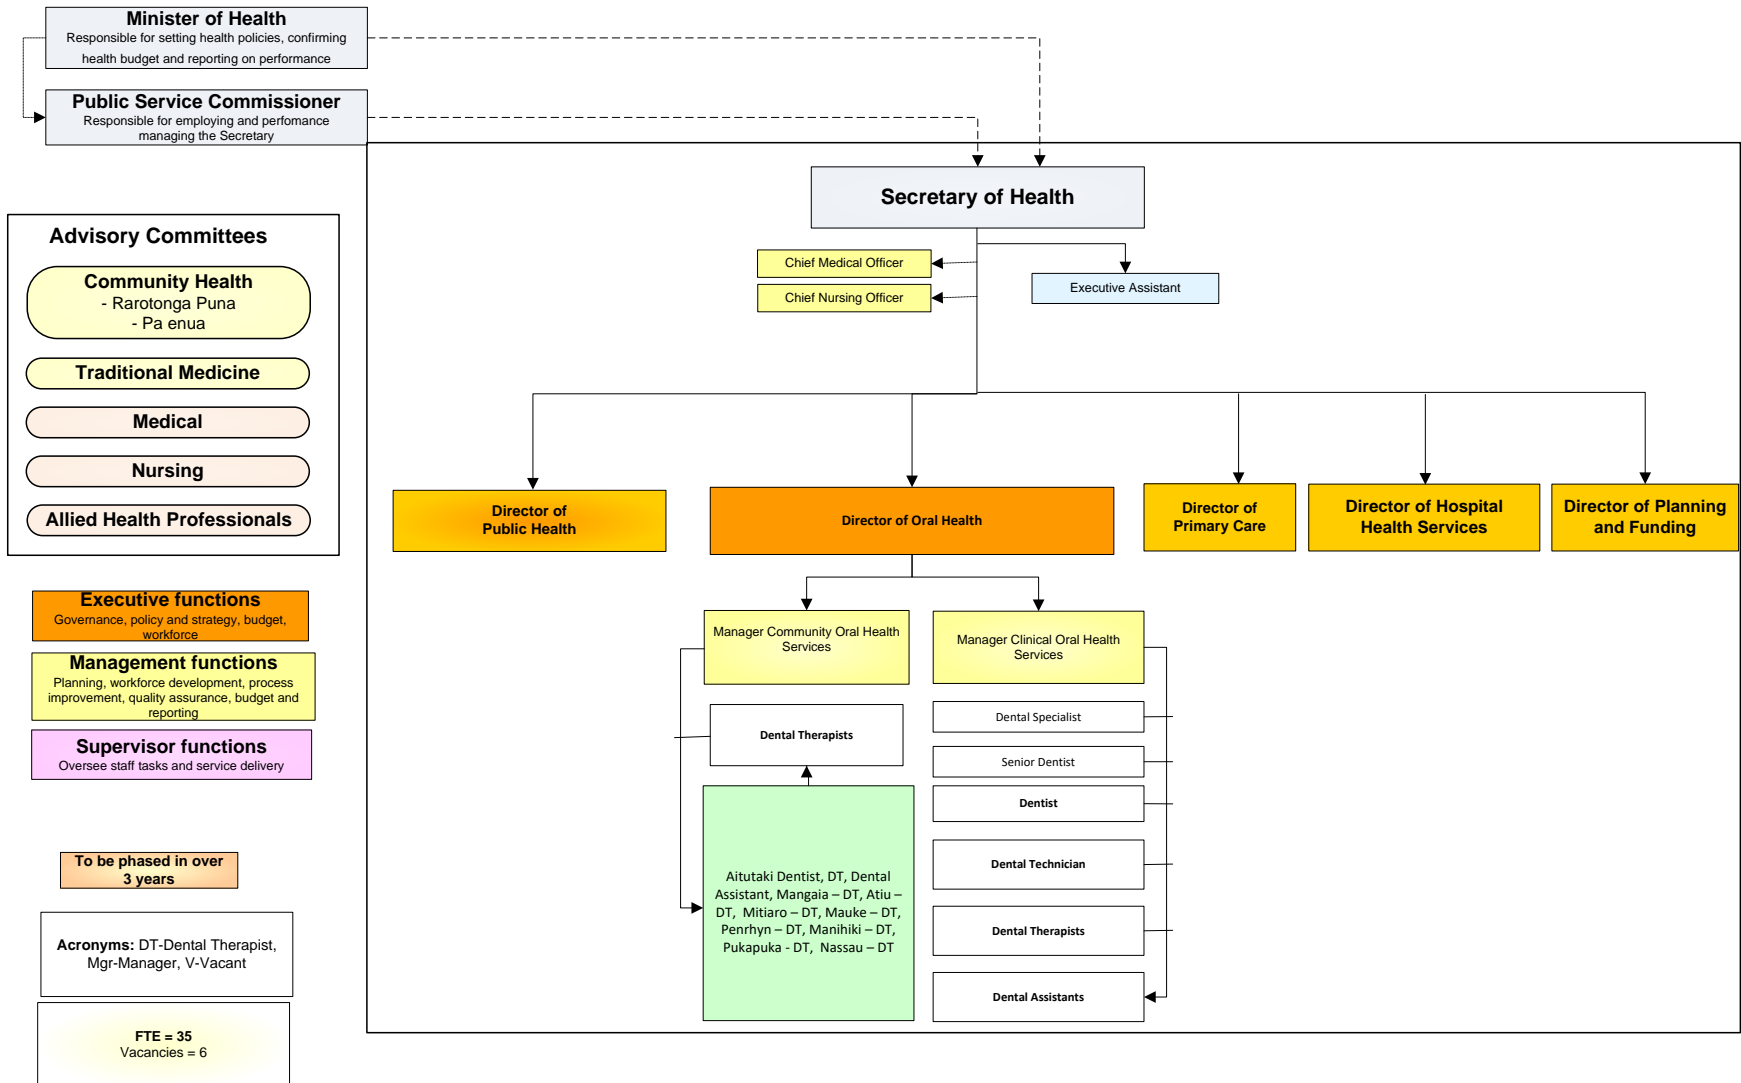 Minister of Health
Responsible for setting health policies, confirming
health budget and reporting on performance
Public Service Commissioner
Responsible for employing and perfomance
managing the Secretary
Secretary of Health
Chief Medical Officer
Chief Nursing Officer
Executive Assistant
Advisory Committees
Community Health
- Rarotonga Puna
- Pa enua
Traditional Medicine
Medical
Nursing
Allied Health Professionals
Director of
Public Health
Director of Oral Health
Director of
Primary Care
Director of Hospital
Health Services
Director of Planning
and Funding
Executive functions
Governance, policy and strategy, budget,
workforce
Management functions
Planning, workforce development, process
improvement, quality assurance, budget and
reporting
Supervisor functions
Oversee staff tasks and service delivery
Manager Community Oral Health
Services
Dental Therapists
Aitutaki Dentist, DT, Dental
Assistant, Mangaia – DT, Atiu –
DT,  Mitiaro – DT, Mauke – DT,
Penrhyn – DT, Manihiki – DT,
Pukapuka - DT,  Nassau – DT
Manager Clinical Oral Health
Services
Dental Specialist
Senior Dentist
Dentist
Dental Technician
Dental Therapists
Dental Assistants
To be phased in over
3 years
Acronyms: DT-Dental Therapist,
Mgr-Manager, V-Vacant
FTE = 35
Vacancies = 6